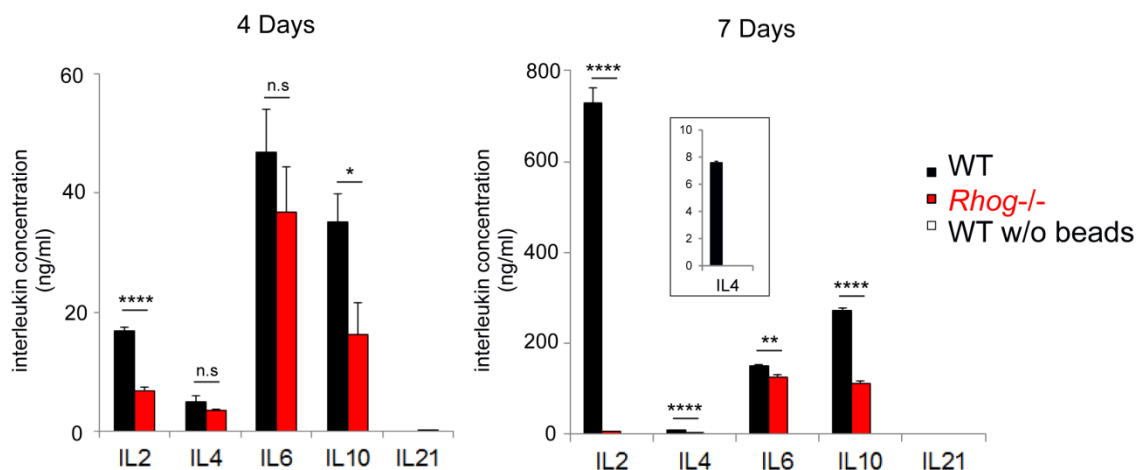 4 Days
7 Days
interleukin concentration
(ng/ml)
60
40
20
0
n.s
*
****
n.s
IL2 IL4 IL6 IL10 IL21
interleukin concentration
(ng/ml)
800
600
400
200
0
****
10
8
6
4
2
0
IL4
****
**
****
IL2 IL4 IL6 IL10 IL21
WT
Rhog-/-
WT w/o beads